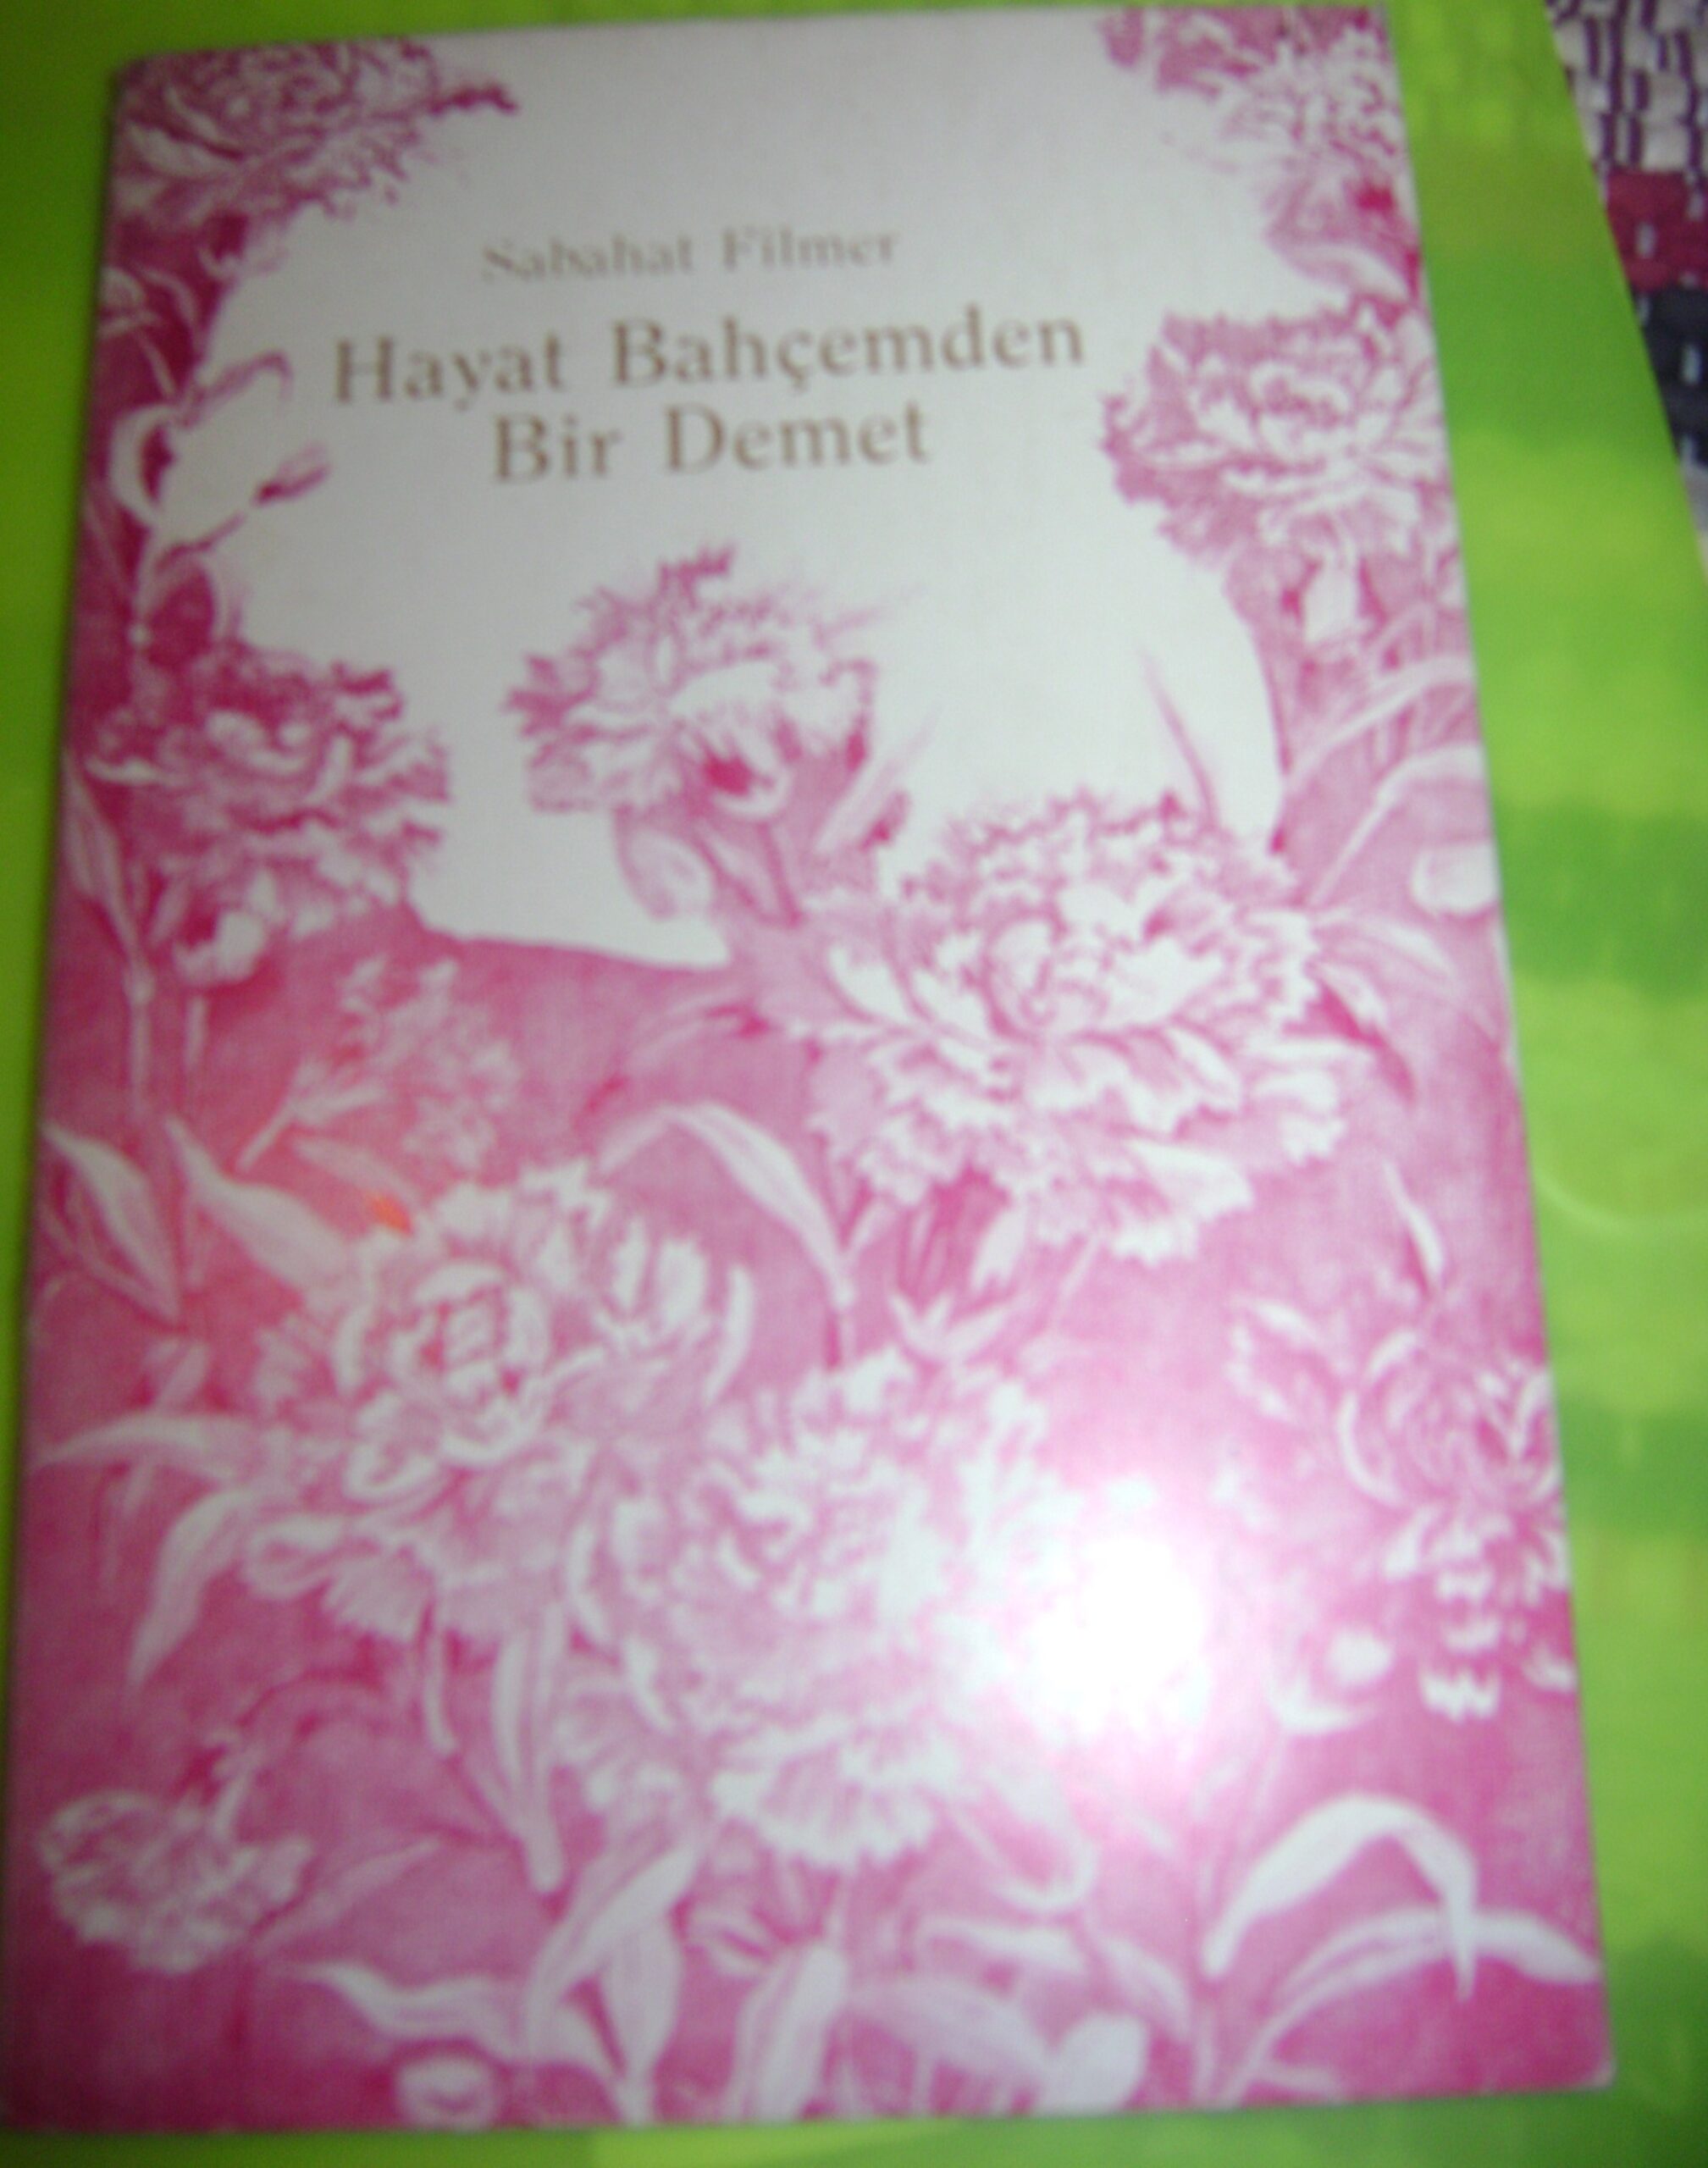 Sabahat Filmer
Hayat Bahçemden
Bir Demet